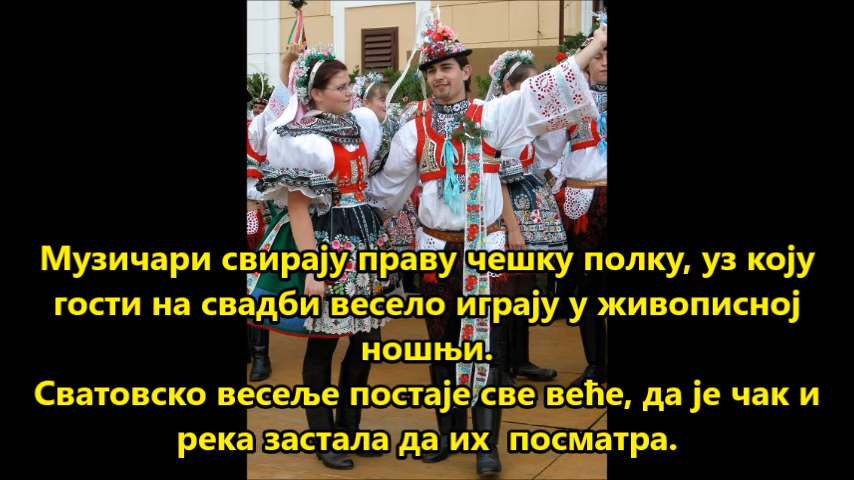 Музичари свирају праву чешку полку, уз коју
гости на свадби весело играју у живописној
ношњи.
Сватовско весеље постаје све веће, да је чак и
река застала да их посматра.